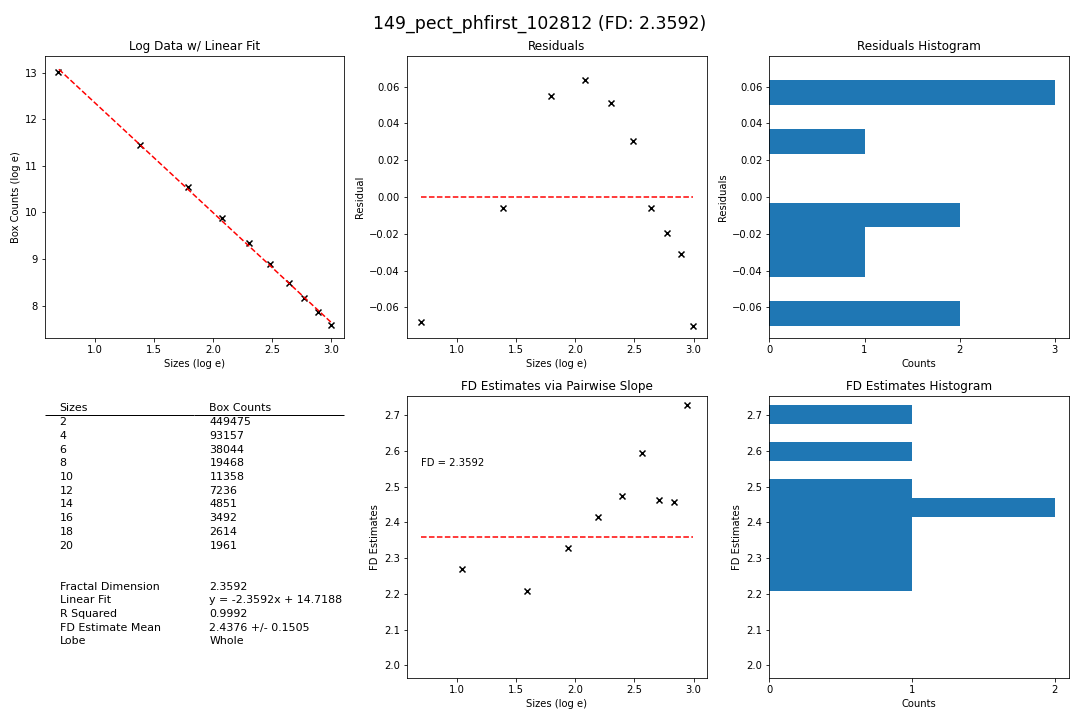 149_pect_phfirst_102812 (FD: 2.3592)
Log Data w/ Linear Fit
Box Counts (log e)
13
12
11
10
9
8
1.0 1.5 2.0 2.5 3.0
Sizes (log e)
Residuals
Residual
0.06
0.04
0.02
0.00
−0.02
−0.04
−0.06
1.0 1.5 2.0 2.5 3.0
Sizes (log e)
Residuals Histogram
Residuals
0.06
0.04
0.02
0.00
−0.02
−0.04
−0.06
0 1 2 3
Counts
Sizes Box Counts
2 449475
4 93157
6 38044
8 19468
10 11358
12 7236
14 4851
16 3492
18 2614
20 1961
Fractal Dimension 2.3592
Linear Fit y = -2.3592x + 14.7188
R Squared 0.9992
FD Estimate Mean 2.4376 +/- 0.1505
Lobe Whole
FD Estimates via Pairwise Slope
FD Estimates
2.7
2.6
2.5
2.4
2.3
2.2
2.1
2.0
FD = 2.3592
1.0 1.5 2.0 2.5 3.0
Sizes (log e)
FD Estimates Histogram
FD Estimates
2.7
2.6
2.5
2.4
2.3
2.2
2.1
2.0
0 1 2
Counts